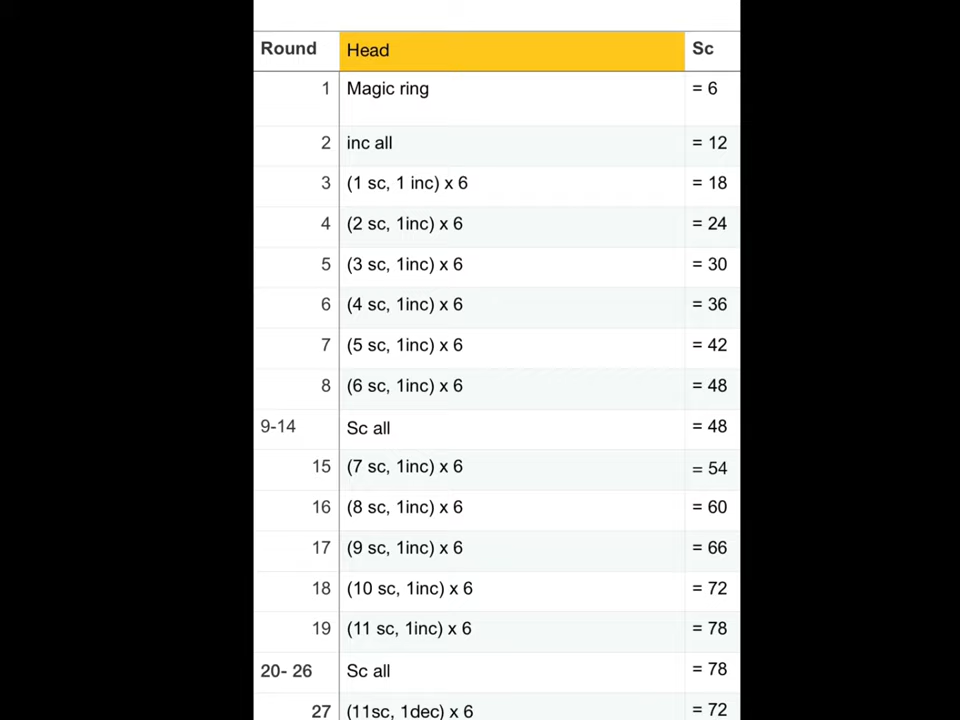 Round Head Sc
1 Magic ring = 6
2 inc all = 12
3 (1 sc, 1 inc) x 6 = 18
4 (2 sc, 1inc) x 6 = 24
5 (3 sc, 1inc) x 6 = 30
6 (4 sc, 1inc) x 6 = 36
7 (5 sc, 1inc) x 6 = 42
8 (6 sc, 1inc) x 6 = 48
9-14 Sc all = 48
15 (7 sc, 1inc) x 6 = 54
16 (8 sc, 1inc) x 6 = 60
17 (9 sc, 1inc) x 6 = 66
18 (10 sc, 1inc) x 6 = 72
19 (11 sc, 1inc) x 6 = 78
20- 26 Sc all = 78
27 (11sc, 1dec) x 6 = 72